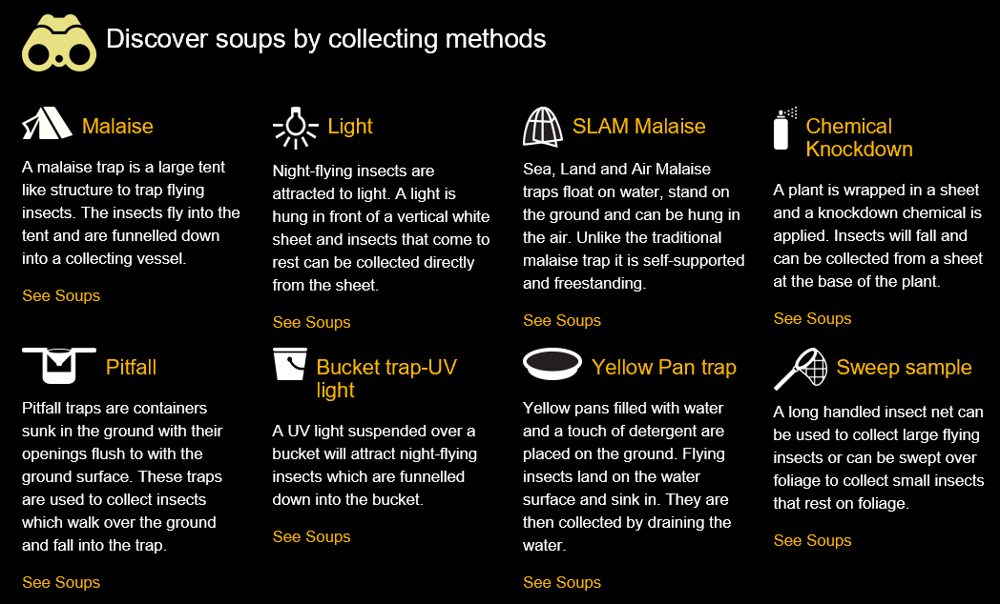 Discover soups by collecting methods
Malaise
A malaise trap is a large tent
like structure to trap flying
insects. The insects fly into the
tent and are funnelled down
into a collecting vessel.
See Soups
Light
Night-flying insects are
attracted to light. A light is
hung in front of a vertical white
sheet and insects that come to
rest can be collected directly
from the sheet.
See Soups
SLAM Malaise
Sea, Land and Air Malaise
traps float on water, stand on
the ground and can be hung in
the air. Unlike the traditional
malaise trap it is self-supported
and freestanding.
See Soups
Chemical
Knockdown
A plant is wrapped in a sheet
and a knockdown chemical is
applied. Insects will fall and
can be collected from a sheet
at the base of the plant.
See Soups
Pitfall
Pitfall traps are containers
sunk in the ground with their
openings flush to with the
ground surface. These traps
are used to collect insects
which walk over the ground
and fall into the trap.
See Soups
Bucket trap-UV
light
A UV light suspended over a
bucket will attract night-flying
insects which are funnelled
down into the bucket.
See Soups
Yellow Pan trap
Yellow pans filled with water
and a touch of detergent are
placed on the ground. Flying
insects land on the water
surface and sink in. They are
then collected by draining the
water.
See Soups
Sweep sample
A long handled insect net can
be used to collect large flying
insects or can be swept over
foliage to collect small insects
that rest on foliage.
See Soups